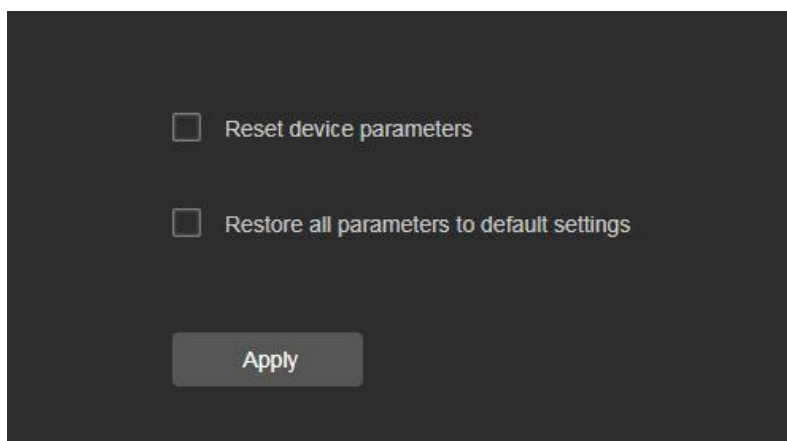 Reset device parameters
Restore all parameters to default settings
Apply